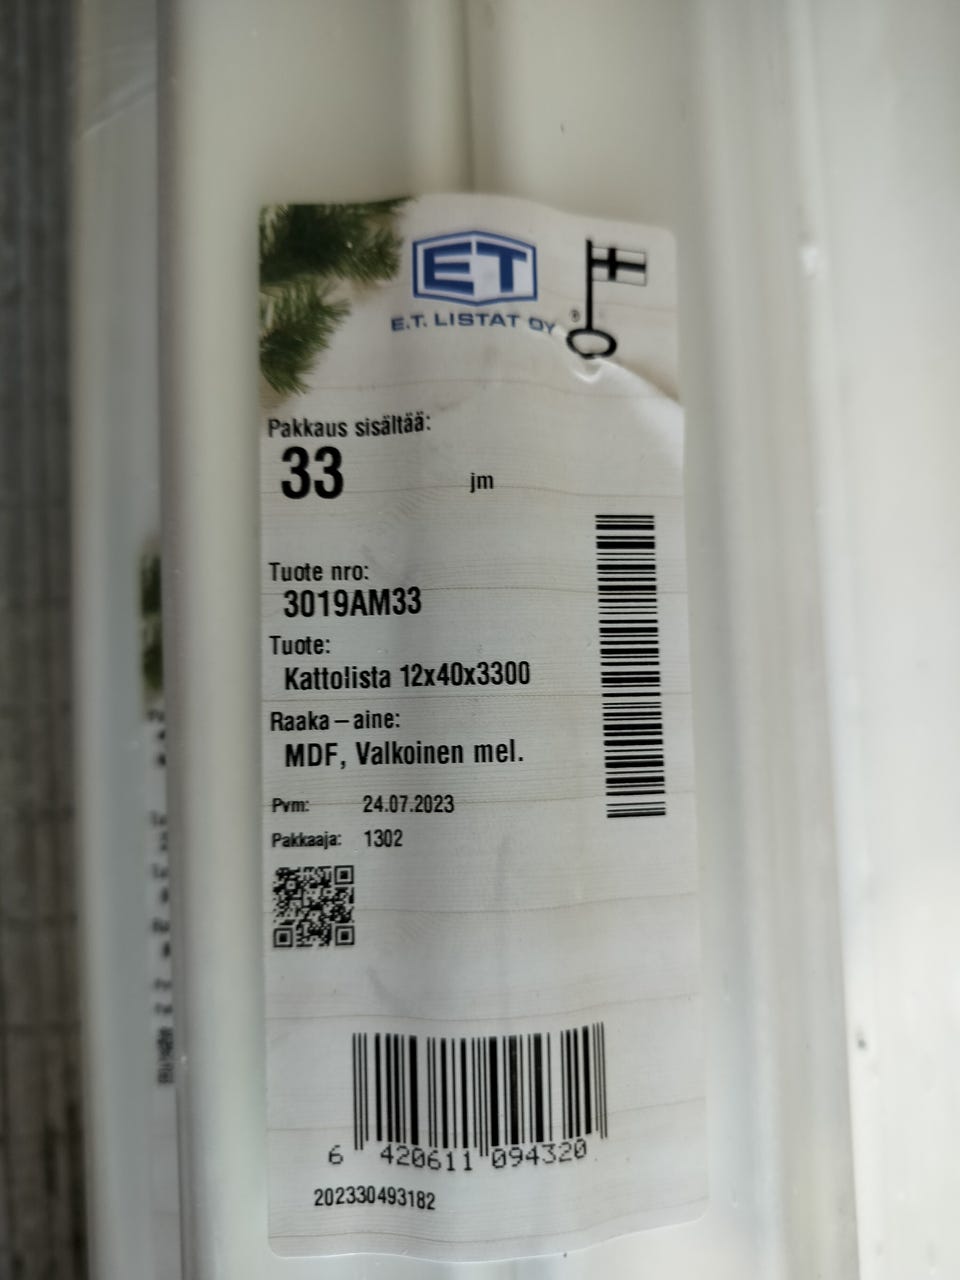 ET
E.T. LISTAT OY
®
Pakkaus sisältää:
33 jm
Tuote nro:
3019AM33
Tuote:
Kattolista 12x40x3300
Raaka-aine:
MDF, Valkoinen mel.
Pvm: 24.07.2023
Pakkaaja: 1302
6 420611 094320
202330493182